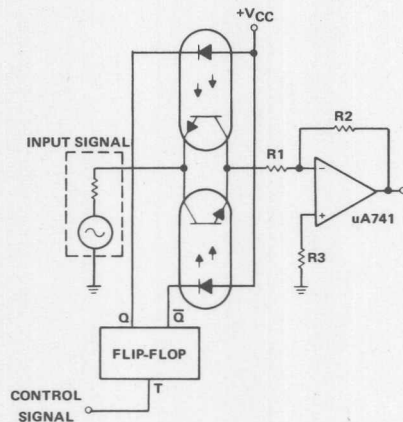 +VCC
INPUT SIGNAL
R1
R2
−
+
uA741
R3
Q
Q̅
FLIP-FLOP
T
CONTROL
SIGNAL